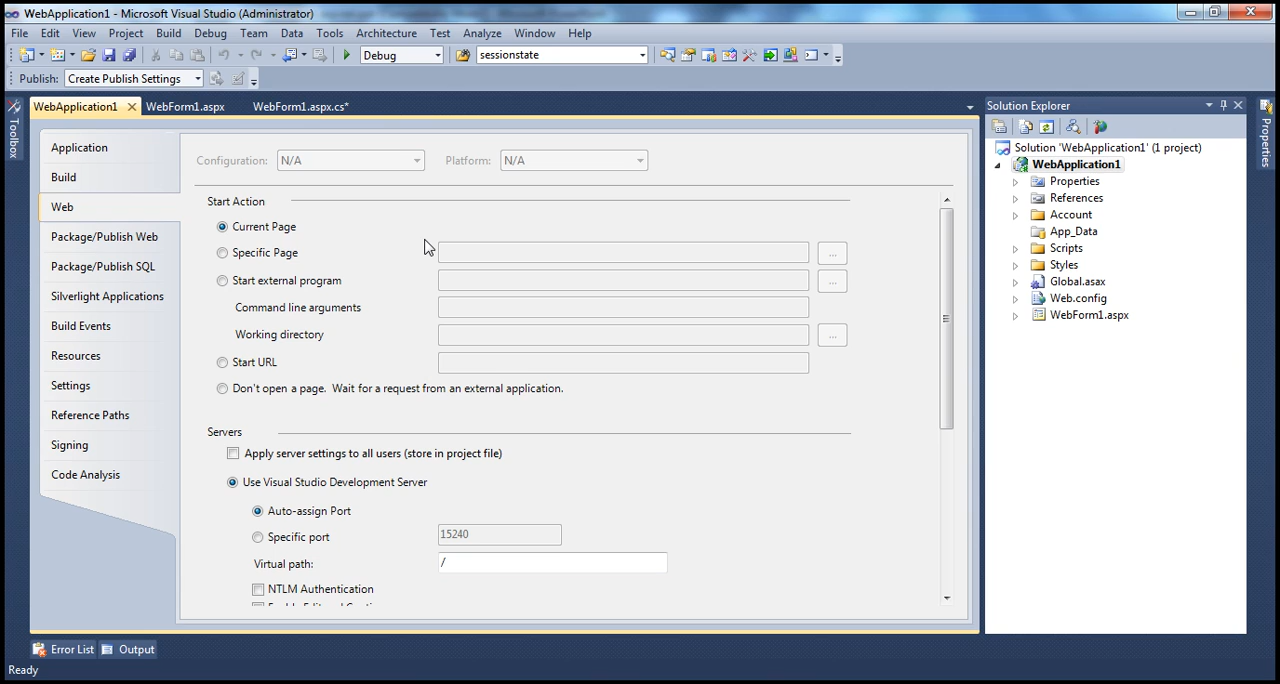 WebApplication1 - Microsoft Visual Studio (Administrator)
File Edit View Project Build Debug Team Data Tools Architecture Test Analyze Window Help
Debug sessionstate
Publish: Create Publish Settings
WebApplication1 WebForm1.aspx WebForm1.aspx.cs*
Toolbox
Application
Build
Web
Package/Publish Web
Package/Publish SQL
Silverlight Applications
Build Events
Resources
Settings
Reference Paths
Signing
Code Analysis
Configuration: N/A Platform: N/A
Start Action
Current Page
Specific Page ...
Start external program ...
Command line arguments
Working directory ...
Start URL
Don't open a page. Wait for a request from an external application.
Servers
Apply server settings to all users (store in project file)
Use Visual Studio Development Server
Auto-assign Port
Specific port 15240
Virtual path: /
NTLM Authentication
Solution Explorer
Solution 'WebApplication1' (1 project)
WebApplication1
Properties
References
Account
App_Data
Scripts
Styles
Global.asax
Web.config
WebForm1.aspx
Properties
Error List Output
Ready